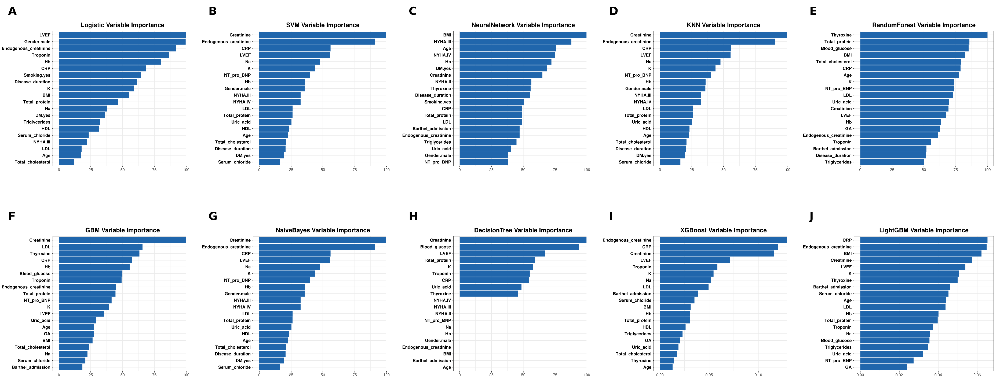 A
Logistic Variable Importance
LVEF
Gender.male
Endogenous_creatinine
Troponin
Hb
CRP
Smoking.yes
Disease_duration
K
BMI
Total_protein
Na
DM.yes
Triglycerides
HDL
Serum_chloride
NYHA.III
LDL
Age
Total_cholesterol
0 25 50 75 100
B
SVM Variable Importance
Creatinine
Endogenous_creatinine
CRP
LVEF
Na
K
NT_pro_BNP
Hb
Gender.male
NYHA.III
NYHA.IV
LDL
Total_protein
Uric_acid
HDL
Age
Total_cholesterol
Disease_duration
DM.yes
Serum_chloride
0 25 50 75 100
C
NeuralNetwork Variable Importance
BMI
NYHA.III
Age
NYHA.IV
Hb
DM.yes
Creatinine
NYHA.II
Thyroxine
Disease_duration
Smoking.yes
CRP
Total_protein
LDL
Barthel_admission
Endogenous_creatinine
Triglycerides
Uric_acid
Gender.male
NT_pro_BNP
0 25 50 75 100
D
KNN Variable Importance
Creatinine
Endogenous_creatinine
CRP
LVEF
Na
K
NT_pro_BNP
Hb
Gender.male
NYHA.III
NYHA.IV
LDL
Total_protein
Uric_acid
HDL
Age
Total_cholesterol
Disease_duration
DM.yes
Serum_chloride
0 25 50 75 100
E
RandomForest Variable Importance
Thyroxine
Total_protein
Blood_glucose
BMI
Total_cholesterol
CRP
Age
K
NT_pro_BNP
LDL
Uric_acid
Creatinine
LVEF
Hb
GA
Endogenous_creatinine
Troponin
Barthel_admission
Disease_duration
Triglycerides
0 25 50 75 100
F
GBM Variable Importance
Creatinine
LDL
Thyroxine
CRP
Hb
Blood_glucose
Troponin
Endogenous_creatinine
Total_protein
NT_pro_BNP
K
LVEF
Uric_acid
Age
GA
BMI
Total_cholesterol
Na
Serum_chloride
Barthel_admission
0 25 50 75 100
G
NaiveBayes Variable Importance
Creatinine
Endogenous_creatinine
CRP
LVEF
Na
K
NT_pro_BNP
Hb
Gender.male
NYHA.III
NYHA.IV
LDL
Total_protein
Uric_acid
HDL
Age
Total_cholesterol
Disease_duration
DM.yes
Serum_chloride
0 25 50 75 100
H
DecisionTree Variable Importance
Creatinine
Blood_glucose
LVEF
Total_protein
K
Troponin
CRP
Uric_acid
Thyroxine
NYHA.IV
NYHA.III
NYHA.II
NT_pro_BNP
Na
Hb
Gender.male
Endogenous_creatinine
BMI
Barthel_admission
Age
0 25 50 75 100
I
XGBoost Variable Importance
Endogenous_creatinine
CRP
Creatinine
LVEF
Troponin
K
Na
LDL
Barthel_admission
Serum_chloride
BMI
Hb
Total_protein
HDL
Triglycerides
GA
Uric_acid
Total_cholesterol
Thyroxine
Age
0.00 0.05 0.10
J
LightGBM Variable Importance
CRP
Endogenous_creatinine
BMI
Creatinine
LVEF
K
Thyroxine
Barthel_admission
Serum_chloride
Age
LDL
Hb
Total_protein
Troponin
Na
Blood_glucose
Triglycerides
Uric_acid
NT_pro_BNP
GA
0.00 0.02 0.04 0.06